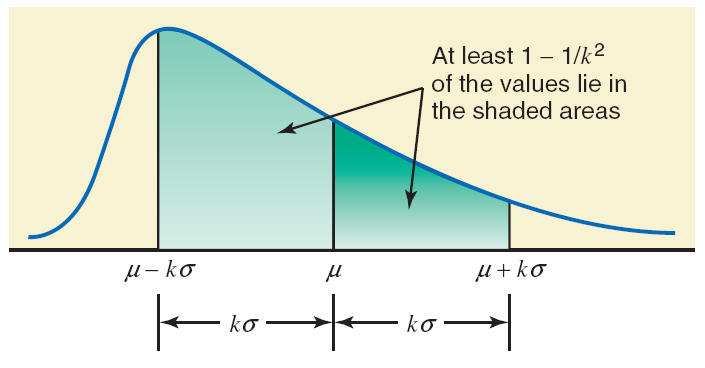 At least 1 – 1/k²
of the values lie in
the shaded areas
μ – kσ
μ
μ + kσ
kσ
kσ